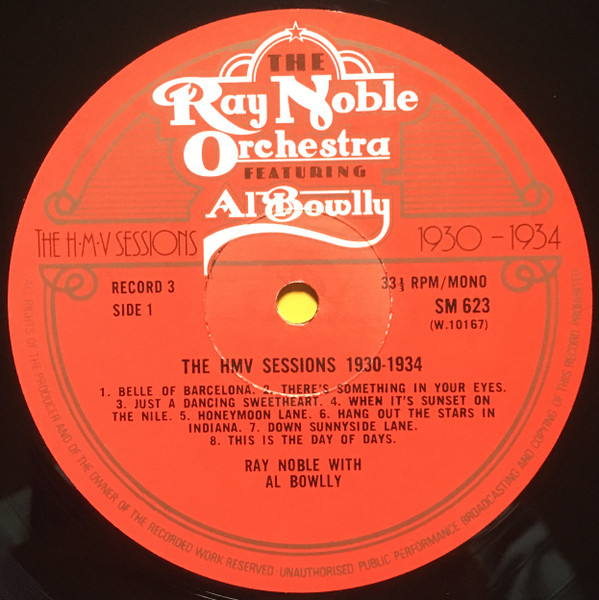 THE
Ray Noble
Orchestra
FEATURING
Al Bowlly
THE H·M·V SESSIONS
1930 – 1934
RECORD 3
SIDE 1
33⅓ RPM/MONO
SM 623
(W.10167)
THE HMV SESSIONS 1930-1934
1. BELLE OF BARCELONA. 2. THERE'S SOMETHING IN YOUR EYES.
3. JUST A DANCING SWEETHEART. 4. WHEN IT'S SUNSET ON
THE NILE. 5. HONEYMOON LANE. 6. HANG OUT THE STARS IN
INDIANA. 7. DOWN SUNNYSIDE LANE.
8. THIS IS THE DAY OF DAYS.
RAY NOBLE WITH
AL BOWLLY
ALL RIGHTS OF THE PRODUCER AND OF THE OWNER OF THE RECORDED WORK RESERVED · UNAUTHORISED PUBLIC PERFORMANCE BROADCASTING AND COPYING OF THIS RECORD PROHIBITED